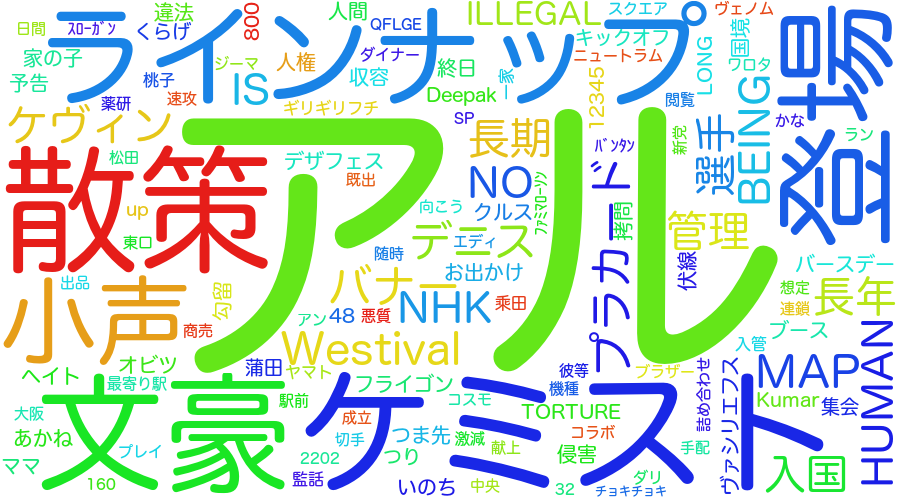 ラインナップ
登場
アル
ケミスト
散策
文豪
小声
ケヴィン
長期
選手
BEING
ILLEGAL
IS
NO
NHK
Westival
バナー
デニス
プラカード
管理
長年
MAP
HUMAN
入国
日間
違法
人間
QFLGE
スクエア
ヴェノム
ｽﾛｰｶﾞﾝ
くらげ
800
ダイナー
キックオフ
国境
家の子
ジーマ
人権
収容
終日
一家
ニュートラム
LONG
ワロタ
予告
桃子
薬研
速攻
ギリギリフチ
Deepak
SP
12345
閲覧
かな
ラン
新党
松田
デザフェス
既出
ﾊﾞﾝﾀﾝ
up
東口
向こう
クルス
ﾌｧﾐﾏﾛｰｿﾝ
拷問
随時
エディ
お出かけ
伏線
バースデー
出品
勾留
想定
連鎖
商売
アン
48
悪質
乗田
ブース
入管
オビツ
蒲田
ヤマト
彼等
ブラザー
ヘイト
最寄り駅
フライゴン
コスモ
機種
詰め合わせ
ヴァシリエフス
Kumar
集会
大阪
駅前
成立
TORTURE
コラボ
あかね
プレイ
切手
つま先
激減
侵害
手配
ママ
2202
監話
つり
献上
160
いのち
中央
32
ダリ
チョキチョキ